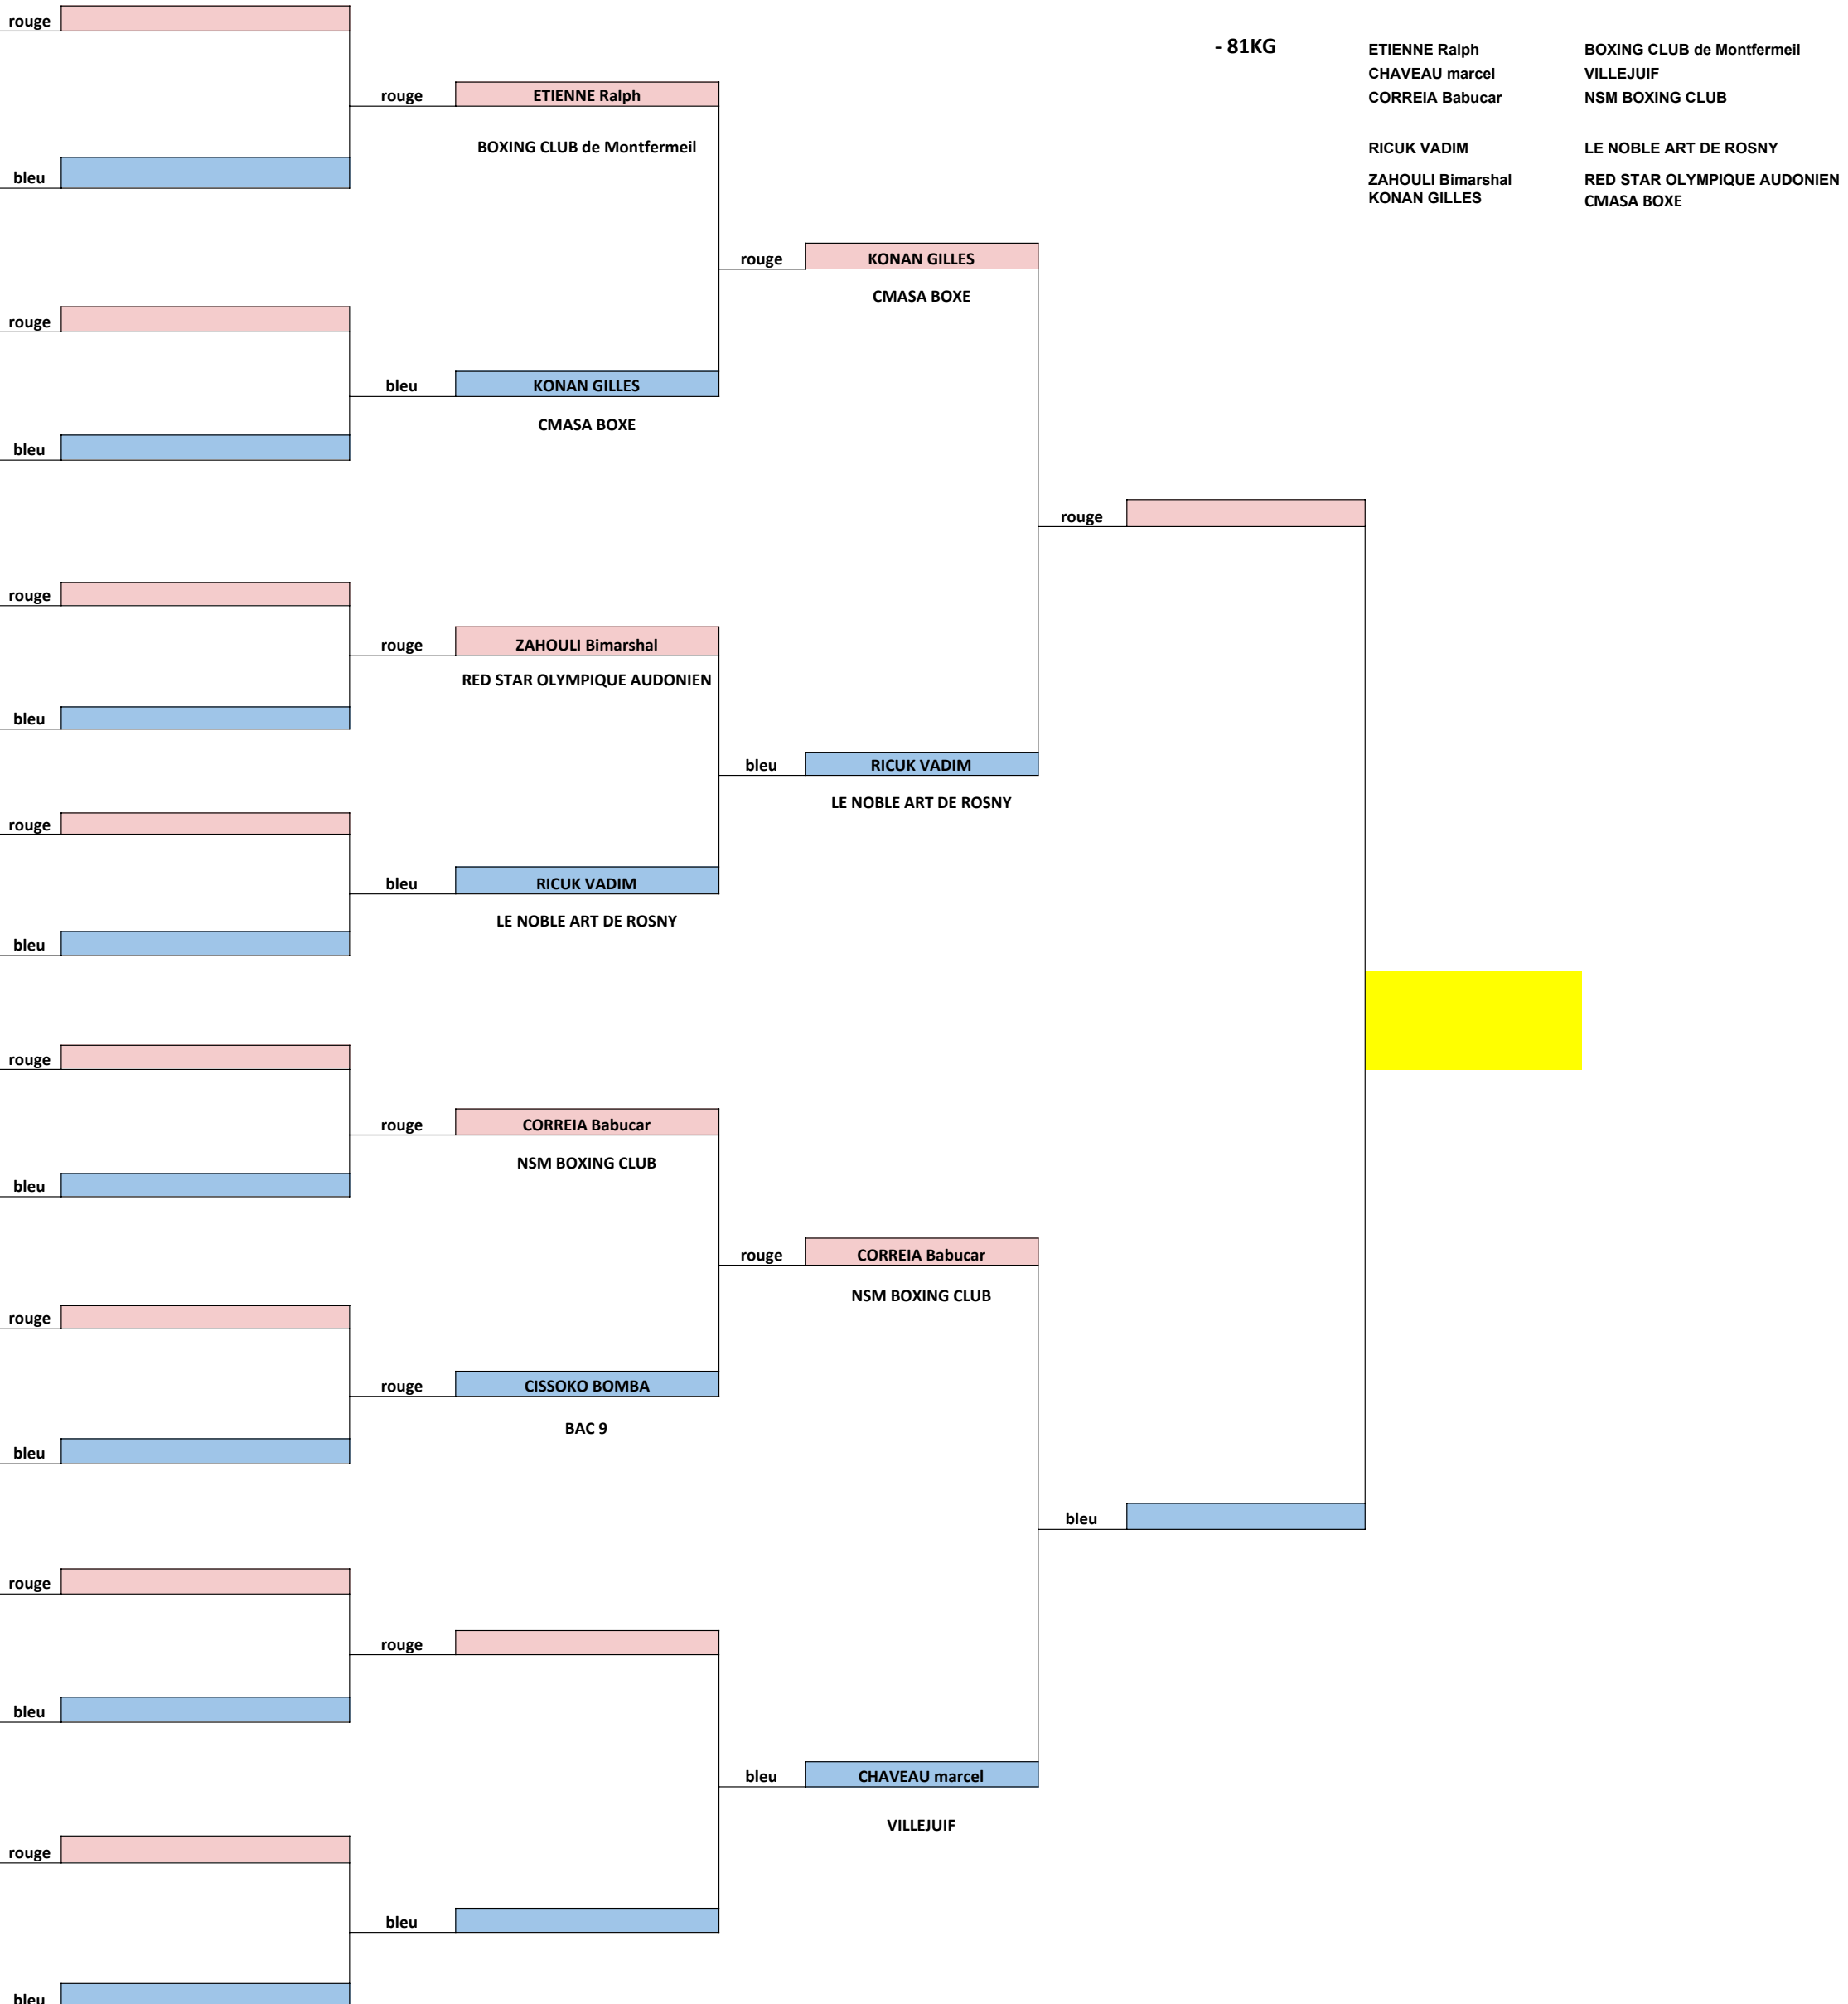 - 81KG
ETIENNE Ralph BOXING CLUB de Montfermeil
CHAVEAU marcel VILLEJUIF
CORREIA Babucar NSM BOXING CLUB
RICUK VADIM LE NOBLE ART DE ROSNY
ZAHOULI Bimarshal RED STAR OLYMPIQUE AUDONIEN
KONAN GILLES CMASA BOXE
rouge
bleu
rouge
bleu
rouge
bleu
rouge
bleu
rouge
bleu
rouge
bleu
rouge
bleu
rouge
bleu
rouge ETIENNE Ralph
BOXING CLUB de Montfermeil
bleu KONAN GILLES
CMASA BOXE
rouge ZAHOULI Bimarshal
RED STAR OLYMPIQUE AUDONIEN
bleu RICUK VADIM
LE NOBLE ART DE ROSNY
rouge CORREIA Babucar
NSM BOXING CLUB
rouge CISSOKO BOMBA
BAC 9
rouge
bleu
rouge KONAN GILLES
CMASA BOXE
bleu RICUK VADIM
LE NOBLE ART DE ROSNY
rouge CORREIA Babucar
NSM BOXING CLUB
bleu CHAVEAU marcel
VILLEJUIF
rouge
bleu